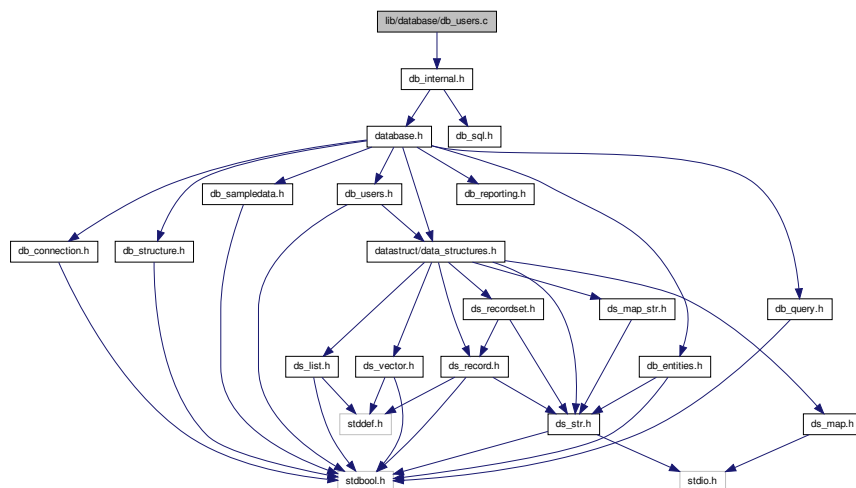 lib/database/db_users.c
db_internal.h
database.h
db_sql.h
db_sampledata.h
db_users.h
db_reporting.h
db_connection.h
db_structure.h
datastruct/data_structures.h
ds_recordset.h
ds_map_str.h
db_query.h
ds_list.h
ds_vector.h
ds_record.h
db_entities.h
stddef.h
ds_str.h
ds_map.h
stdbool.h
stdio.h